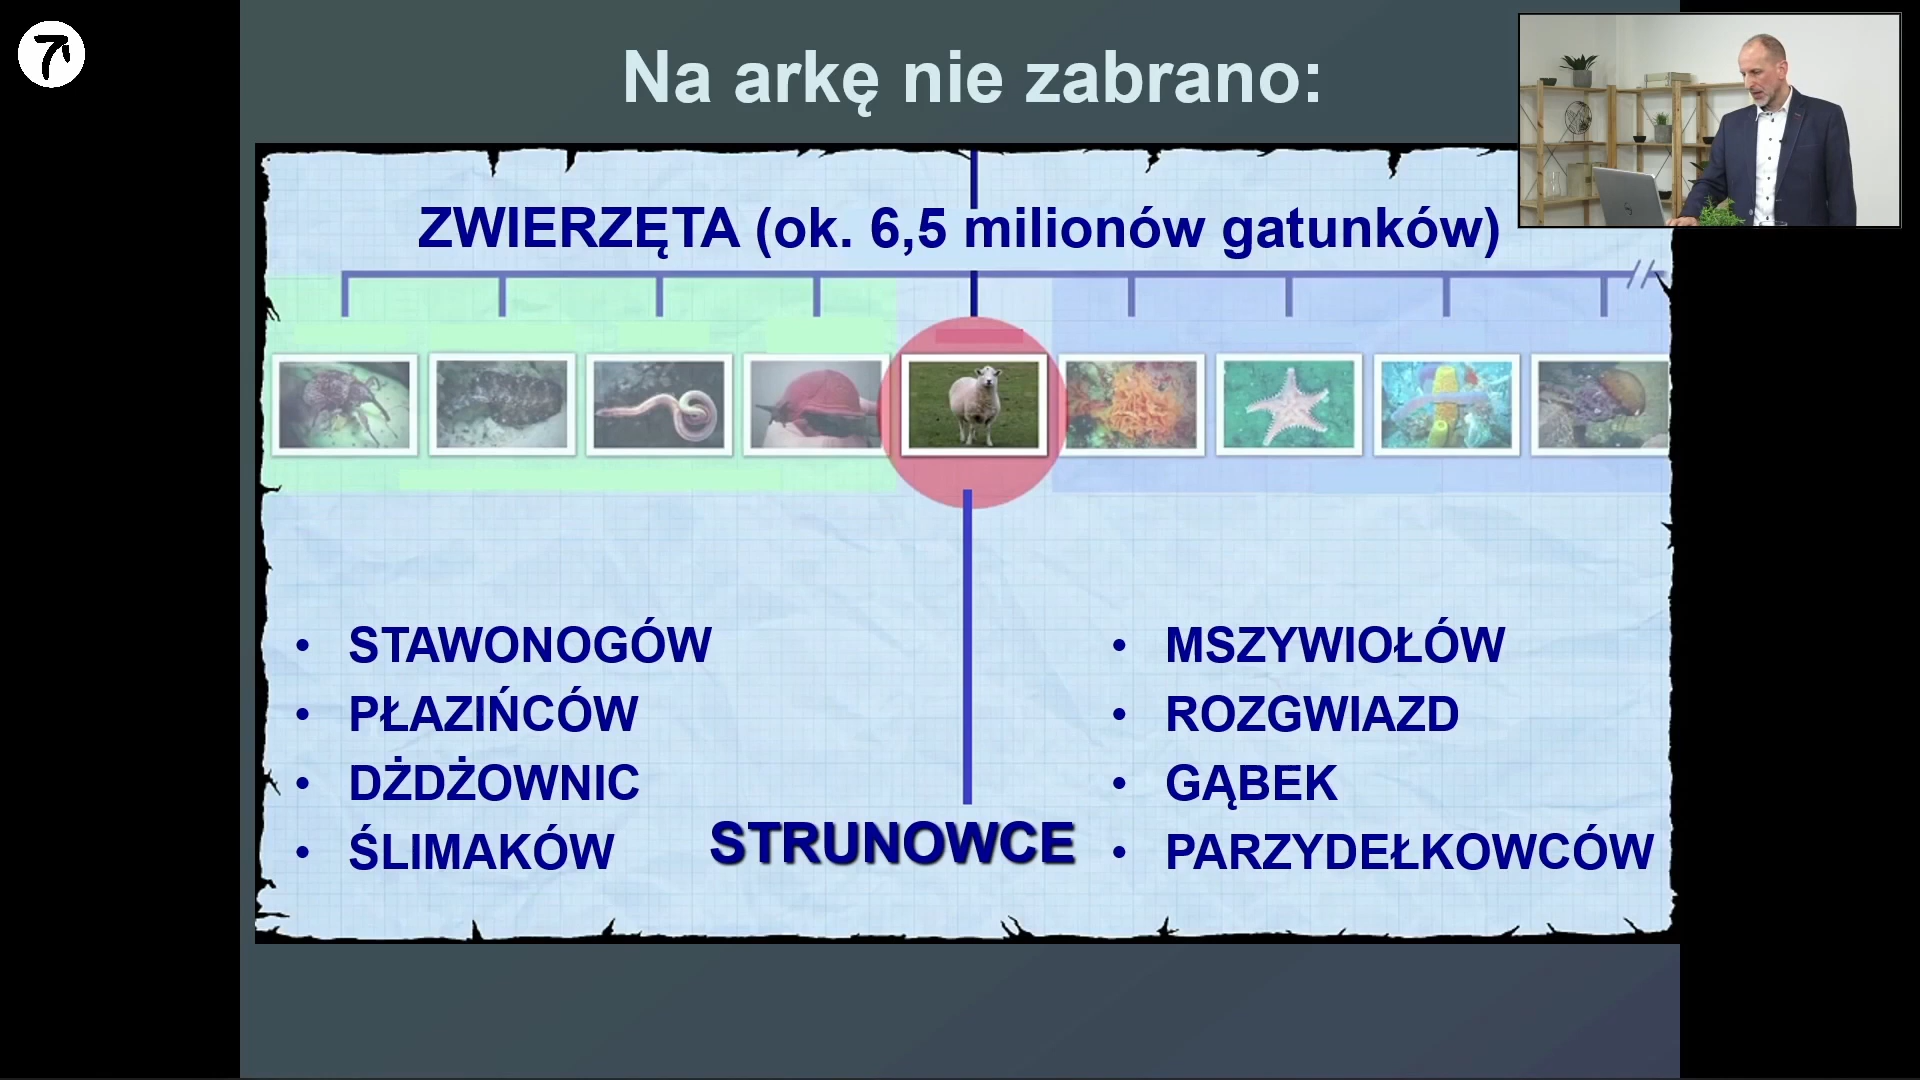 Na arkę nie zabrano:
ZWIERZĘTA (ok. 6,5 milionów gatunków)
• STAWONOGÓW
• PŁAZIŃCÓW
• DŻDŻOWNIC
• ŚLIMAKÓW
STRUNOWCE
• MSZYWIOŁÓW
• ROZGWIAZD
• GĄBEK
• PARZYDEŁKOWCÓW